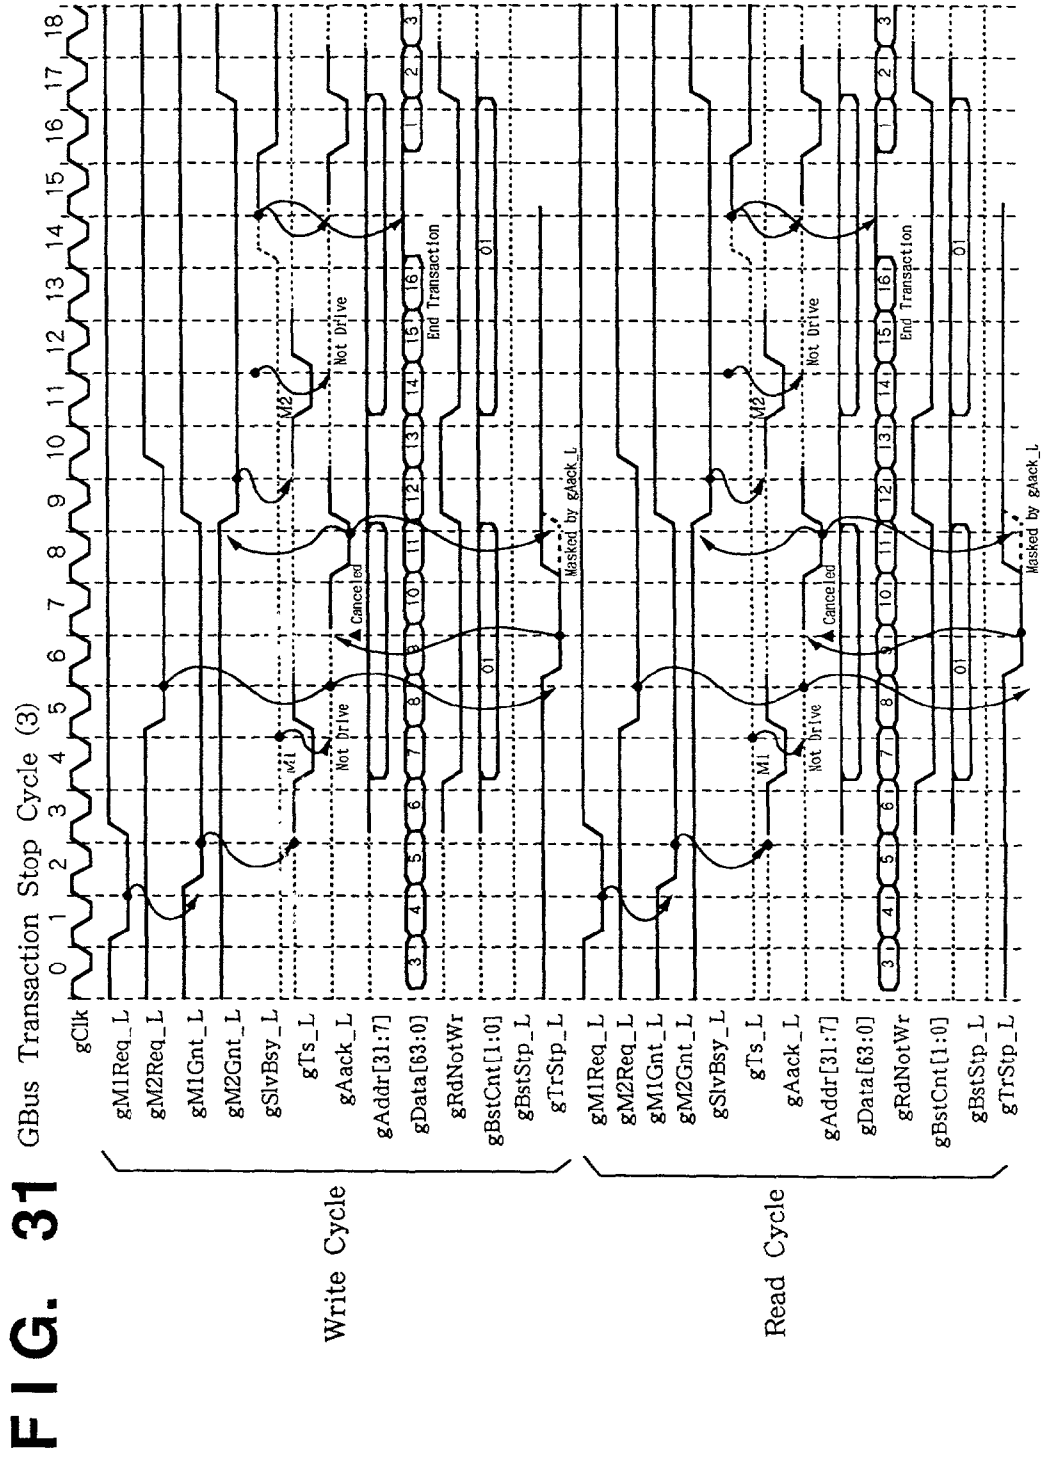 FIG. 31 GBus Transaction Stop Cycle (3)
0 1 2 3 4 5 6 7 8 9 10 11 12 13 14 15 16 17 18
Write Cycle
gClk
gM1Req_L
gM2Req_L
gM1Gnt_L
gM2Gnt_L
gSlvBsy_L
gTs_L M1 M2
gAack_L Not Drive Canceled Not Drive
gAddr[31:7]
gData[63:0] 3 4 5 6 7 8 9 10 11 12 13 14 15 16 1 2 3
End Transaction
gRdNotWr
gBstCnt[1:0] 01 01
gBstStp_L
gTrStp_L
Masked by gAack_L
Read Cycle
gM1Req_L
gM2Req_L
gM1Gnt_L
gM2Gnt_L
gSlvBsy_L
gTs_L M1 M2
gAack_L Not Drive Canceled Not Drive
gAddr[31:7]
gData[63:0] 3 4 5 6 7 8 9 10 11 12 13 14 15 16 1 2 3
End Transaction
gRdNotWr
gBstCnt[1:0] 01 01
gBstStp_L
gTrStp_L
Masked by gAack_L